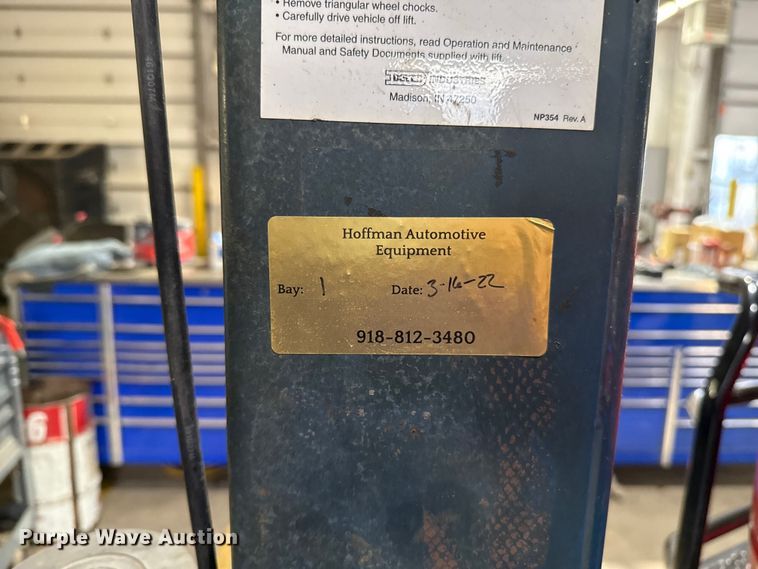 • Remove triangular wheel chocks.
• Carefully drive vehicle off lift.
For more detailed instructions, read Operation and Maintenance
Manual and Safety Documents supplied with lift.
INDUSTRIES
Madison, IN 47250
NP354 Rev. A
Hoffman Automotive
Equipment
Bay: 1 Date: 3-16-22
918-812-3480
6
Purple Wave Auction